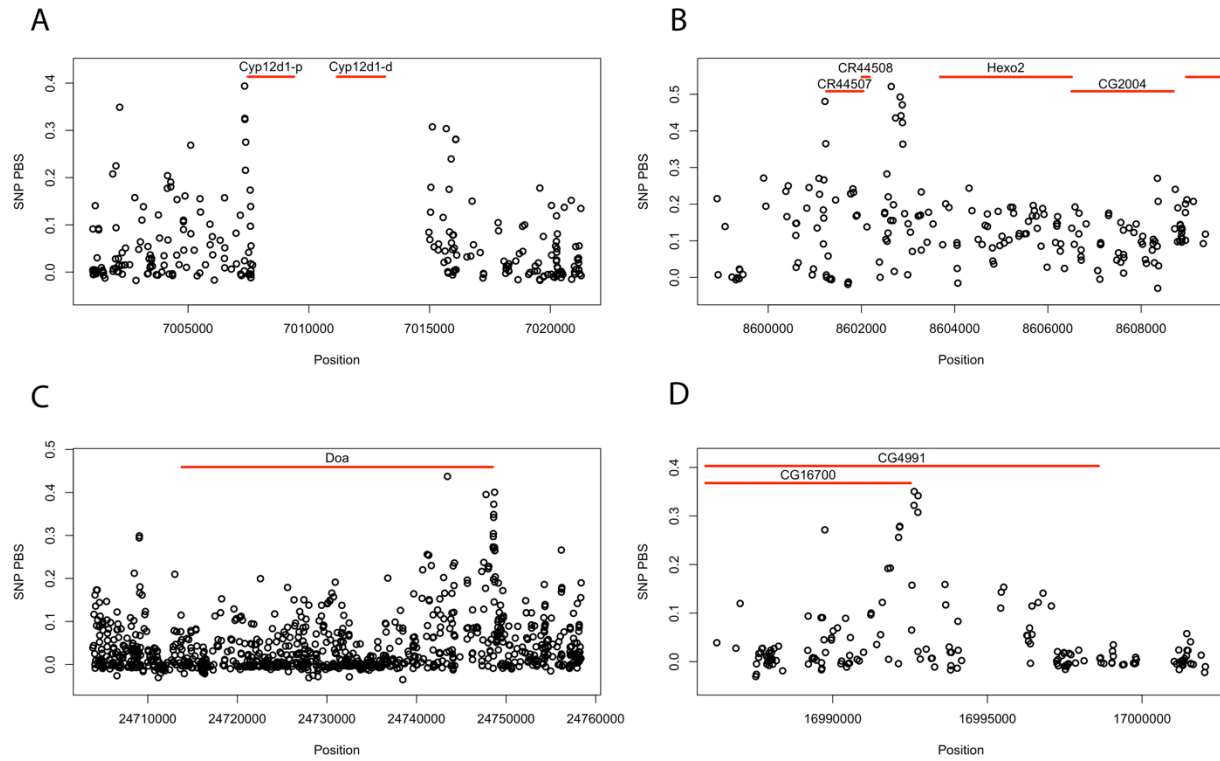 A
Cyp12d1-p Cyp12d1-d
SNP PBS
0.4
0.3
0.2
0.1
0.0
7005000 7010000 7015000 7020000
Position
B
CR44508 Hexo2
CR44507 CG2004
SNP PBS
0.5
0.4
0.3
0.2
0.1
0.0
8600000 8602000 8604000 8606000 8608000
Position
C
Doa
SNP PBS
0.5
0.4
0.3
0.2
0.1
0.0
24710000 24720000 24730000 24740000 24750000 24760000
Position
D
CG4991
CG16700
SNP PBS
0.4
0.3
0.2
0.1
0.0
16990000 16995000 17000000
Position